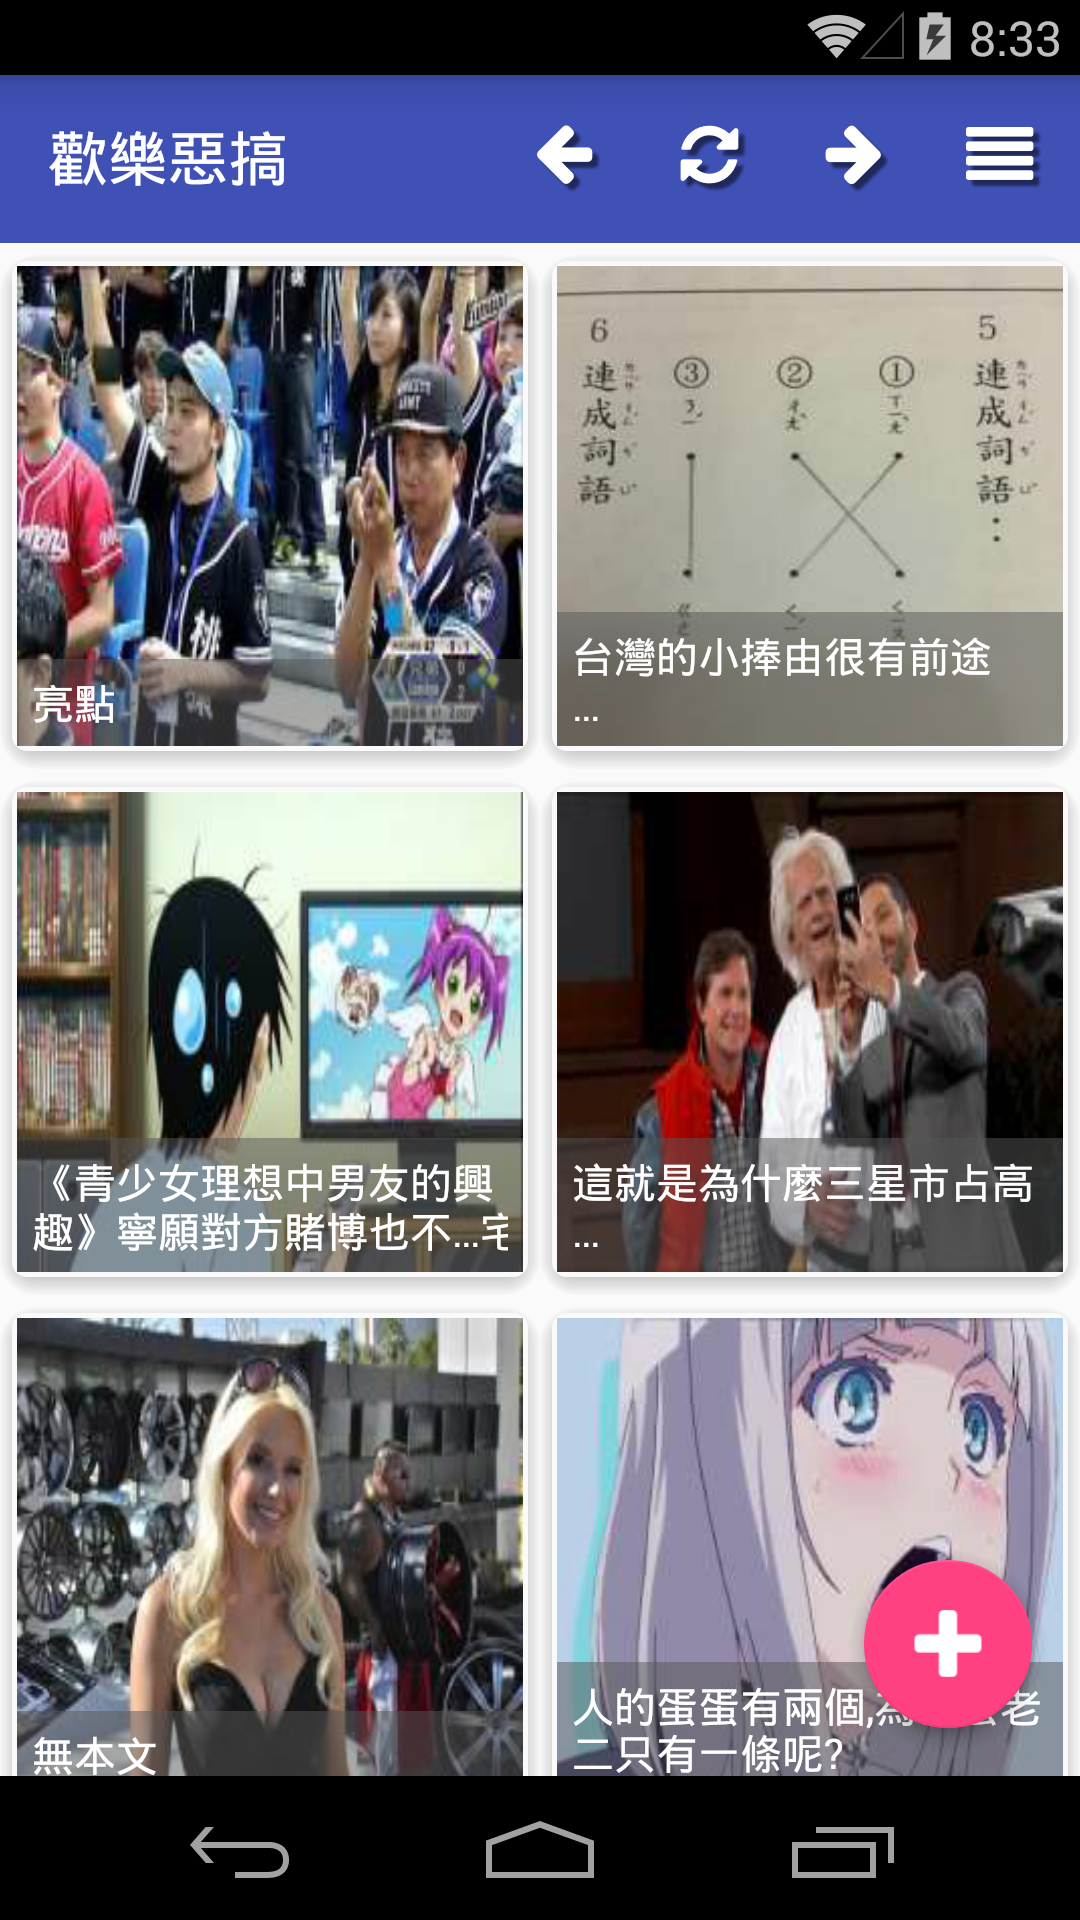 8:33
歡樂惡搞
亮點
6
連成詞語
③
②
①
5
連成詞語：
台灣的小捧由很有前途
...
《青少女理想中男友的興
趣》寧願對方賭博也不...宅
這就是為什麼三星市占高
...
無本文
人的蛋蛋有兩個,為
老
二只有一條呢?